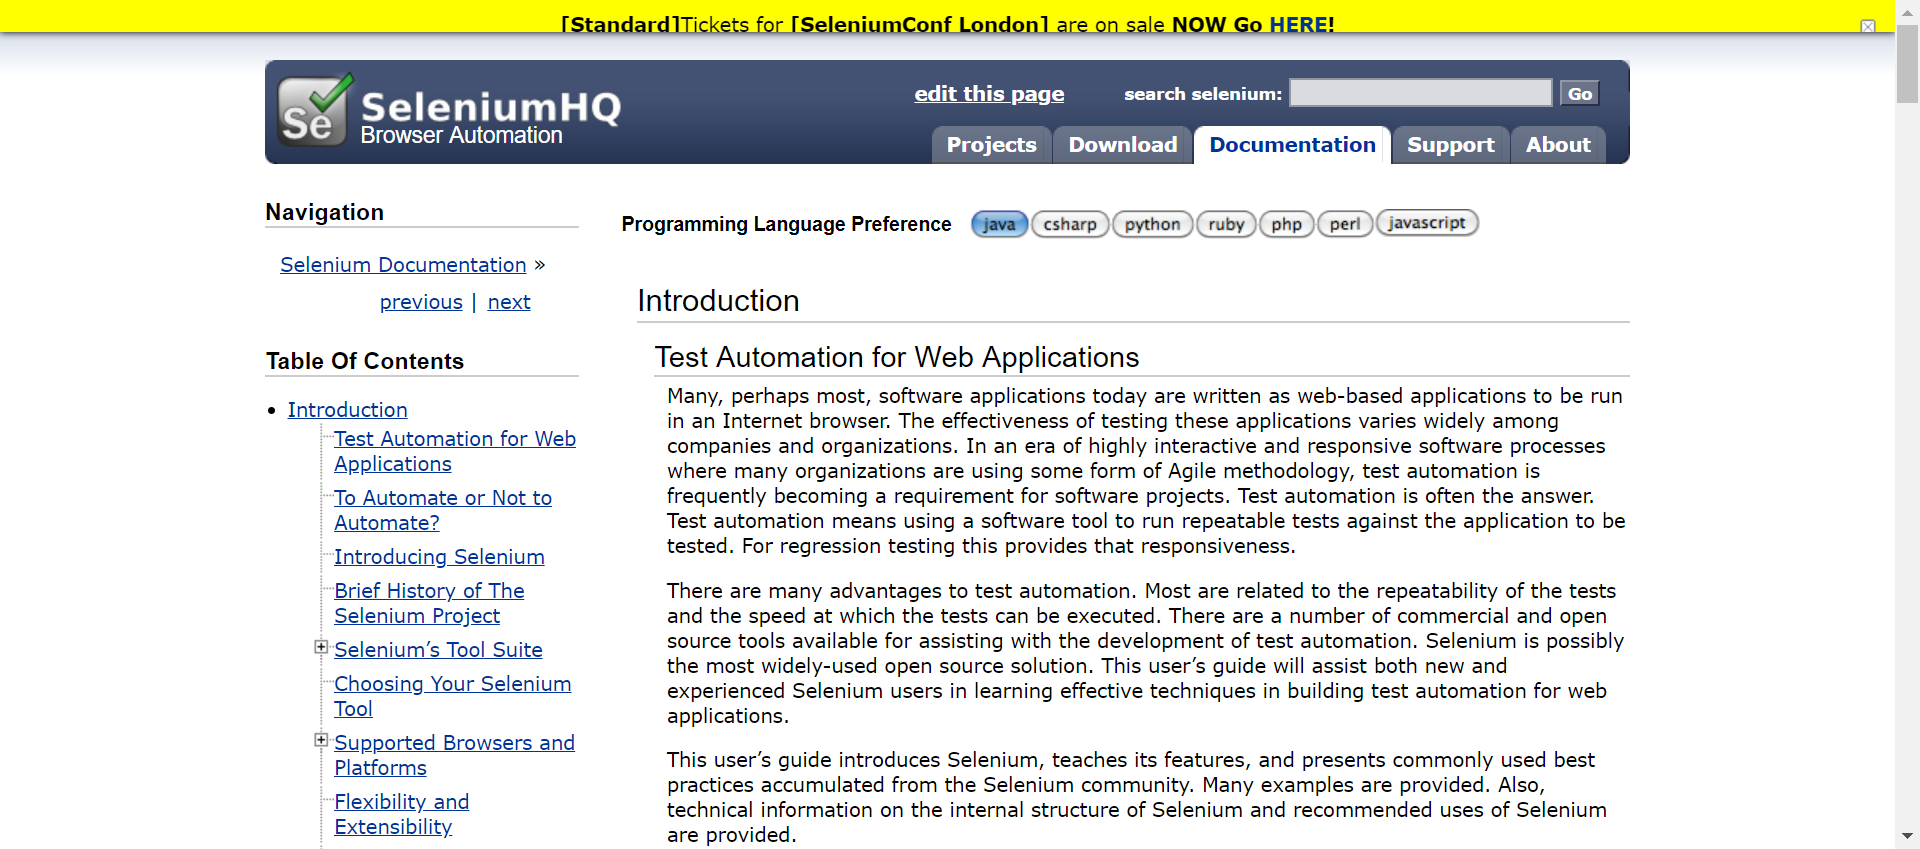 [Standard]Tickets for [SeleniumConf London] are on sale NOW Go HERE!
Se SeleniumHQ
Browser Automation
edit this page
search selenium:
Go
Projects
Download
Documentation
Support
About
Navigation
Selenium Documentation »
previous | next
Table Of Contents
Introduction
Test Automation for Web
Applications
To Automate or Not to
Automate?
Introducing Selenium
Brief History of The
Selenium Project
Selenium’s Tool Suite
Choosing Your Selenium
Tool
Supported Browsers and
Platforms
Flexibility and
Extensibility
Programming Language Preference
java
csharp
python
ruby
php
perl
javascript
Introduction
Test Automation for Web Applications
Many, perhaps most, software applications today are written as web-based applications to be run
in an Internet browser. The effectiveness of testing these applications varies widely among
companies and organizations. In an era of highly interactive and responsive software processes
where many organizations are using some form of Agile methodology, test automation is
frequently becoming a requirement for software projects. Test automation is often the answer.
Test automation means using a software tool to run repeatable tests against the application to be
tested. For regression testing this provides that responsiveness.
There are many advantages to test automation. Most are related to the repeatability of the tests
and the speed at which the tests can be executed. There are a number of commercial and open
source tools available for assisting with the development of test automation. Selenium is possibly
the most widely-used open source solution. This user’s guide will assist both new and
experienced Selenium users in learning effective techniques in building test automation for web
applications.
This user’s guide introduces Selenium, teaches its features, and presents commonly used best
practices accumulated from the Selenium community. Many examples are provided. Also,
technical information on the internal structure of Selenium and recommended uses of Selenium
are provided.